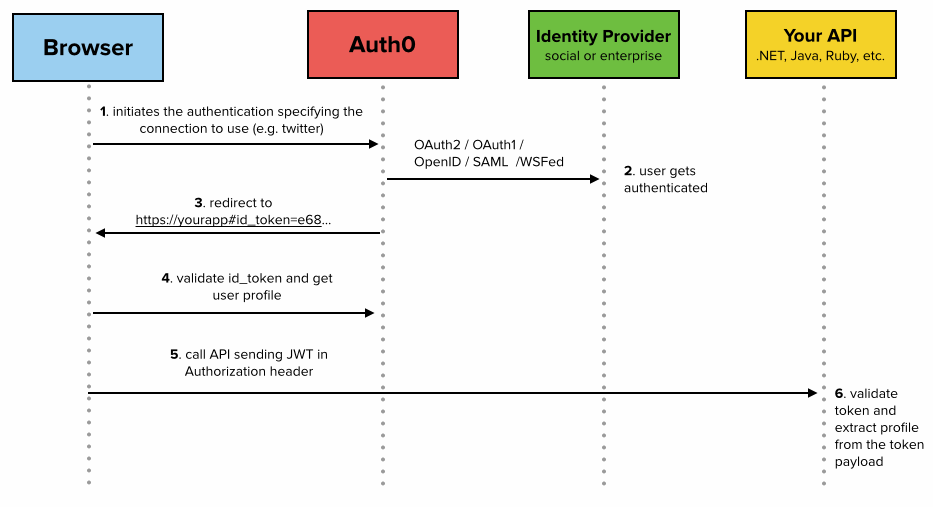 Browser
Auth0
Identity Provider
social or enterprise
Your API
.NET, Java, Ruby, etc.
1. initiates the authentication specifying the
connection to use (e.g. twitter)
OAuth2 / OAuth1 /
OpenID / SAML /WSFed
2. user gets
authenticated
3. redirect to
https://yourapp#id_token=e68...
4. validate id_token and get
user profile
5. call API sending JWT in
Authorization header
6. validate
token and
extract profile
from the token
payload